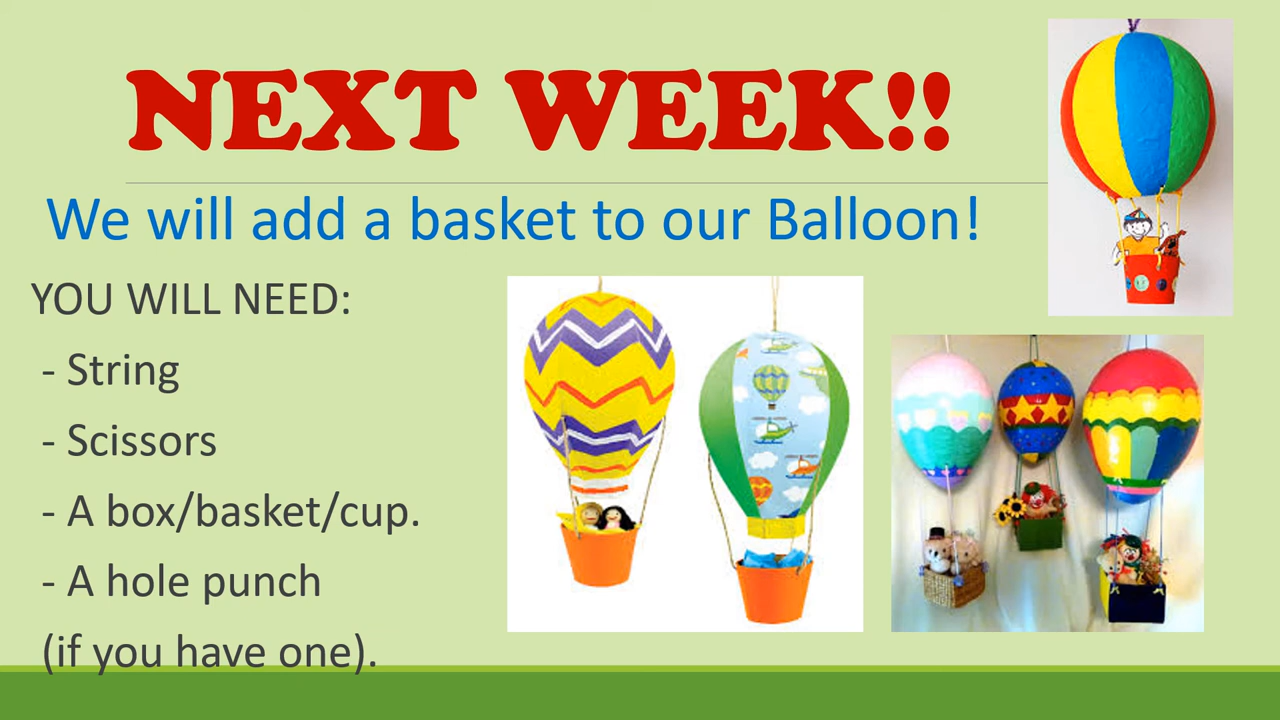 NEXT WEEK!!
We will add a basket to our Balloon!
YOU WILL NEED:
- String
- Scissors
- A box/basket/cup.
- A hole punch
(if you have one).